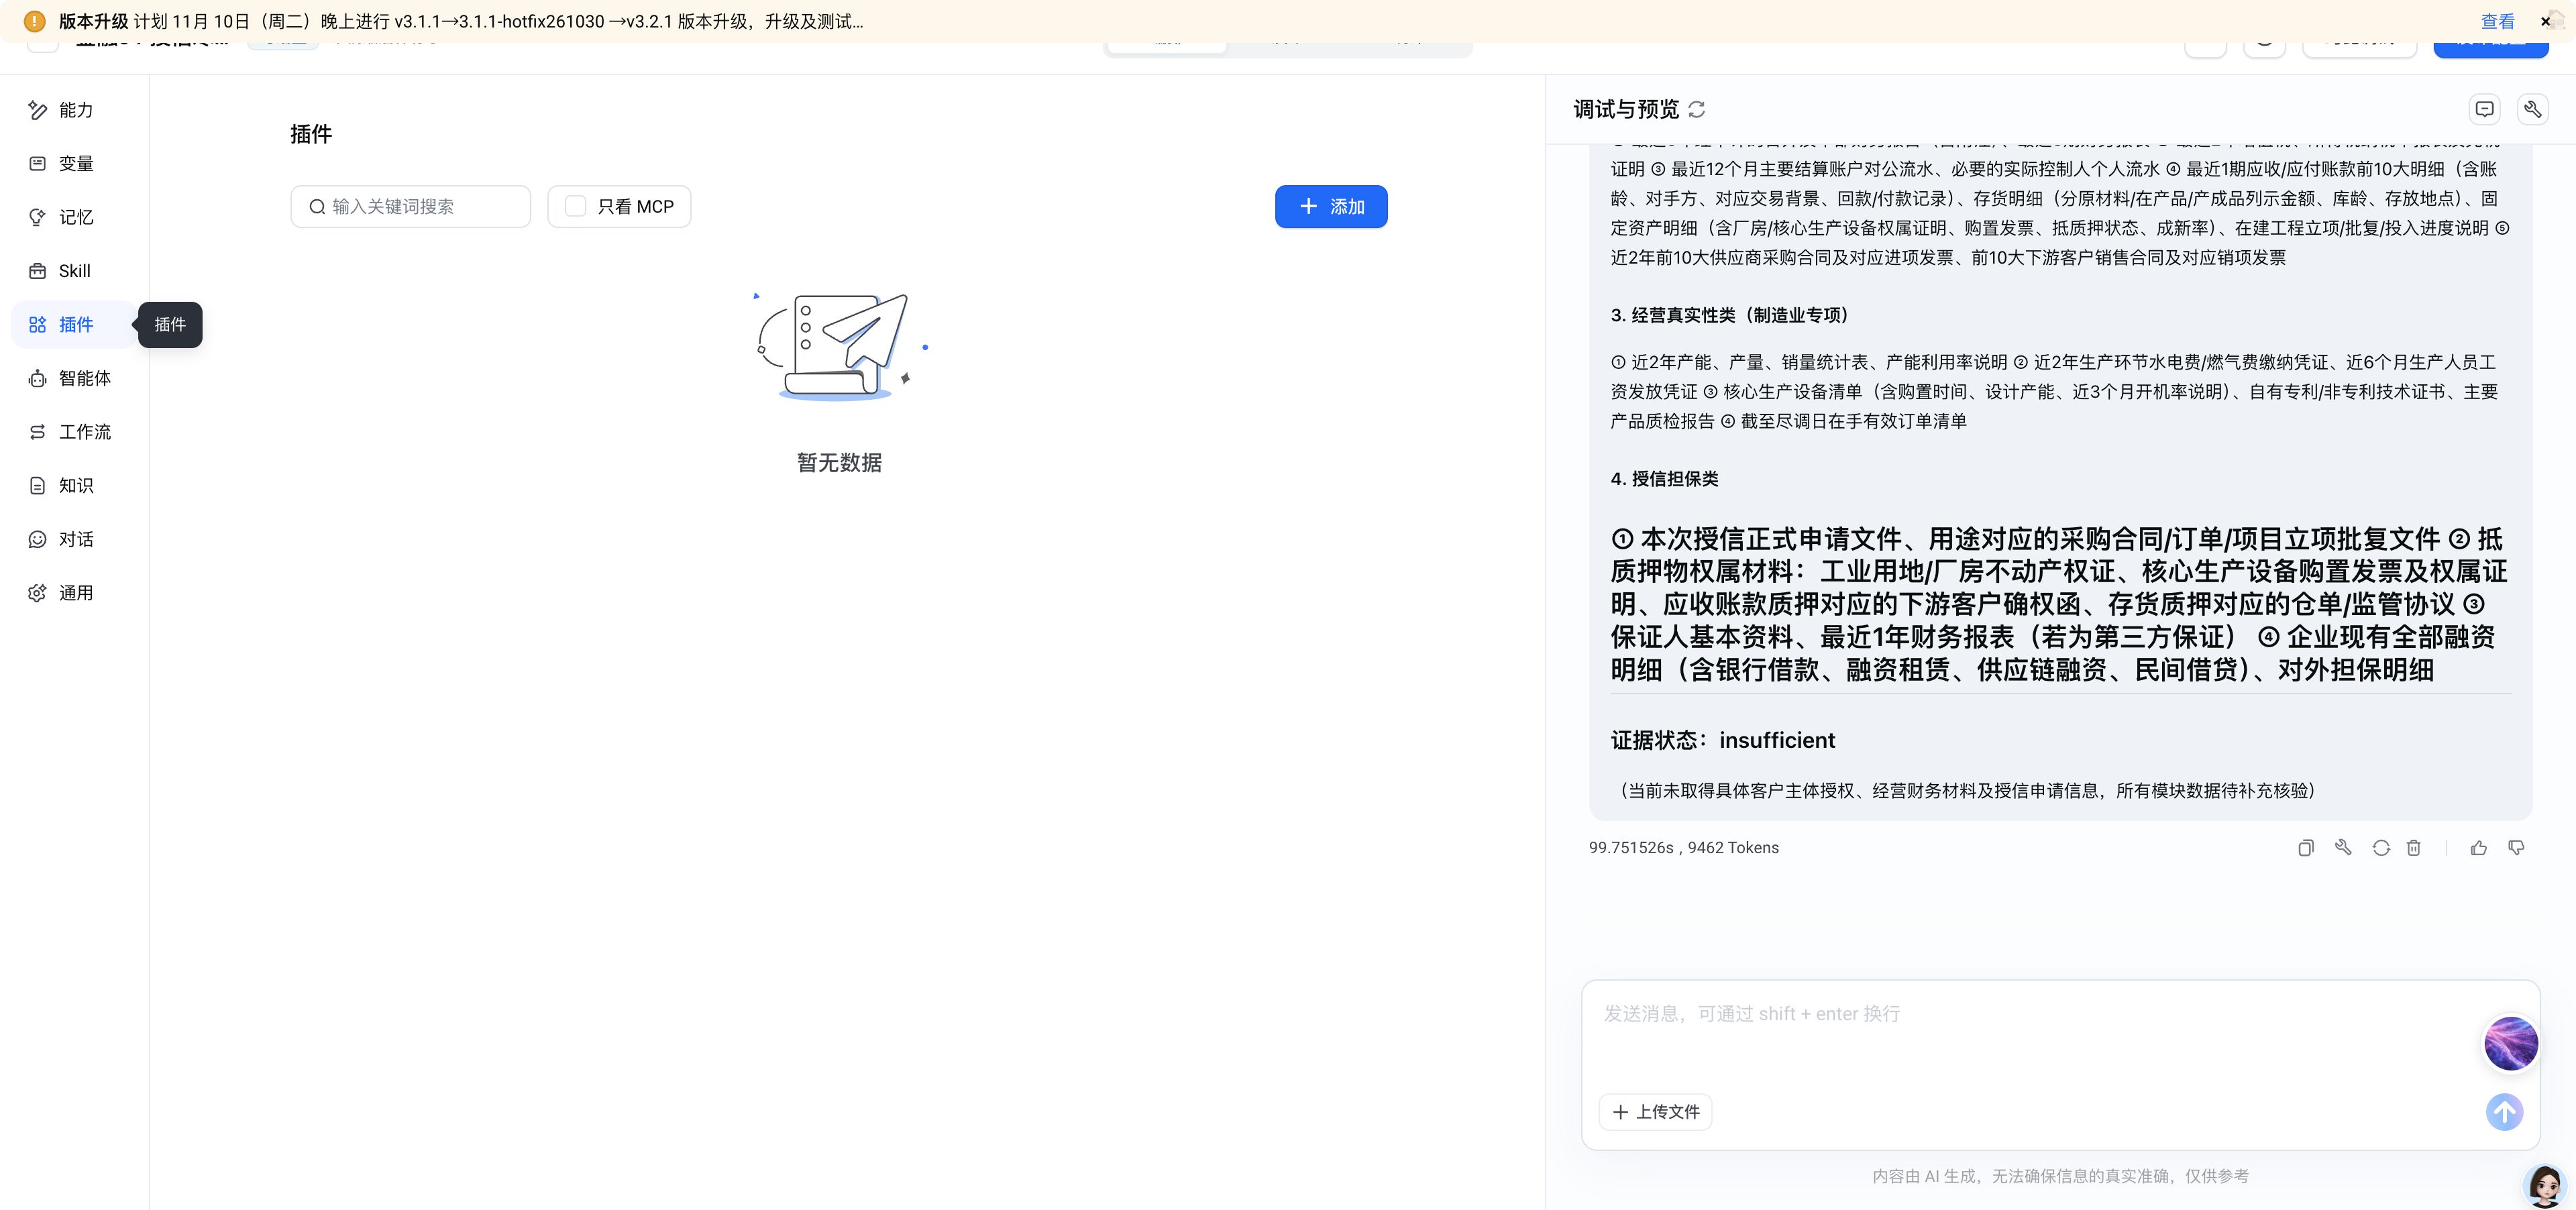 版本升级 计划 11月 10日（周二）晚上进行 v3.1.1→3.1.1-hotfix261030 →v3.2.1 版本升级，升级及测试...
查看
能力
变量
记忆
Skill
插件
插件
智能体
工作流
知识
对话
通用
插件
输入关键词搜索
只看 MCP
添加
暂无数据
调试与预览
证明 ③ 最近12个月主要结算账户对公流水、必要的实际控制人个人流水 ④ 最近1期应收/应付账款前10大明细（含账
龄、对手方、对应交易背景、回款/付款记录）、存货明细（分原材料/在产品/产成品列示金额、库龄、存放地点）、固
定资产明细（含厂房/核心生产设备权属证明、购置发票、抵质押状态、成新率）、在建工程立项/批复/投入进度说明 ⑤
近2年前10大供应商采购合同及对应进项发票、前10大下游客户销售合同及对应销项发票
3. 经营真实性类（制造业专项）
① 近2年产能、产量、销量统计表、产能利用率说明 ② 近2年生产环节水电费/燃气费缴纳凭证、近6个月生产人员工
资发放凭证 ③ 核心生产设备清单（含购置时间、设计产能、近3个月开机率说明）、自有专利/非专利技术证书、主要
产品质检报告 ④ 截至尽调日在手有效订单清单
4. 授信担保类
① 本次授信正式申请文件、用途对应的采购合同/订单/项目立项批复文件 ② 抵
质押物权属材料：工业用地/厂房不动产权证、核心生产设备购置发票及权属证
明、应收账款质押对应的下游客户确权函、存货质押对应的仓单/监管协议 ③
保证人基本资料、最近1年财务报表（若为第三方保证） ④ 企业现有全部融资
明细（含银行借款、融资租赁、供应链融资、民间借贷）、对外担保明细
证据状态：insufficient
（当前未取得具体客户主体授权、经营财务材料及授信申请信息，所有模块数据待补充核验）
99.751526s , 9462 Tokens
发送消息，可通过 shift + enter 换行
上传文件
内容由 AI 生成，无法确保信息的真实准确，仅供参考